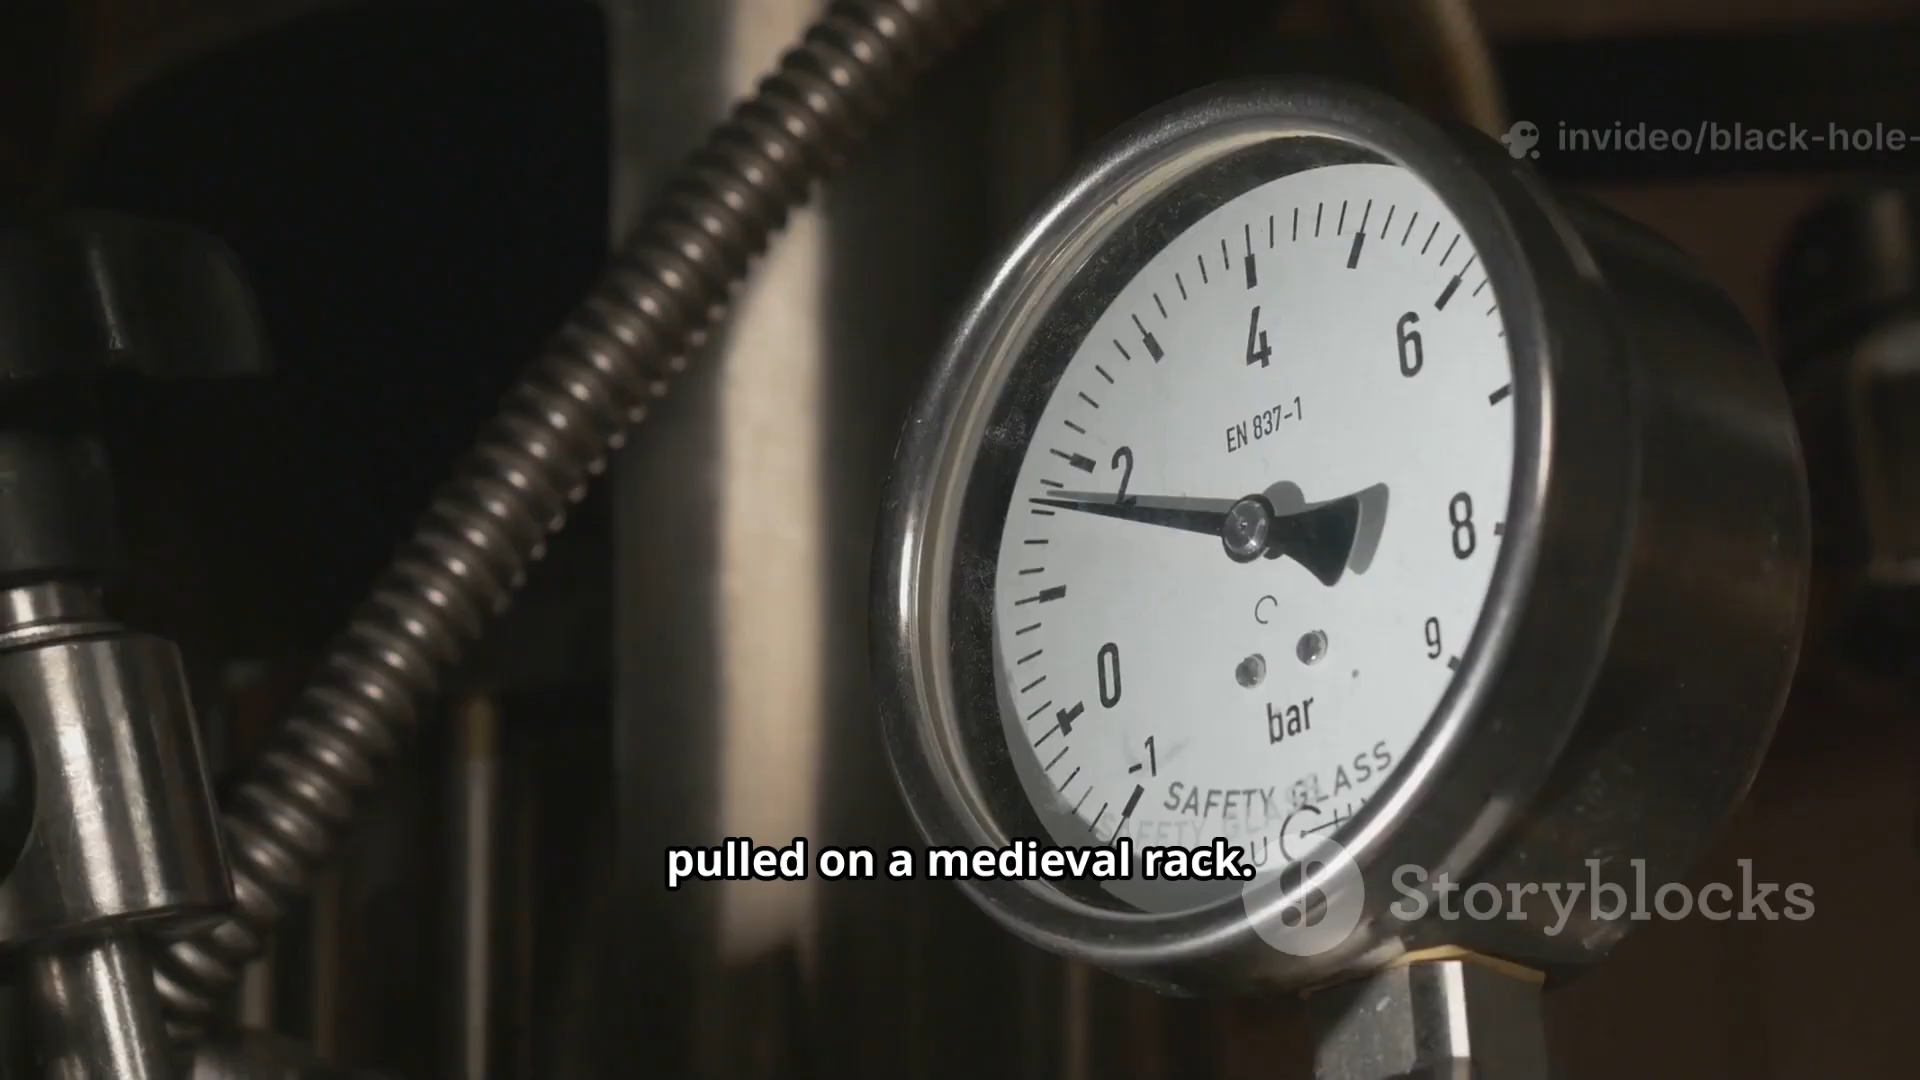 invideo/black-hole-
4
6
EN 837-1
2
8
0
9
bar
-1
SAFETY GLASS
pulled on a medieval rack.
Storyblocks